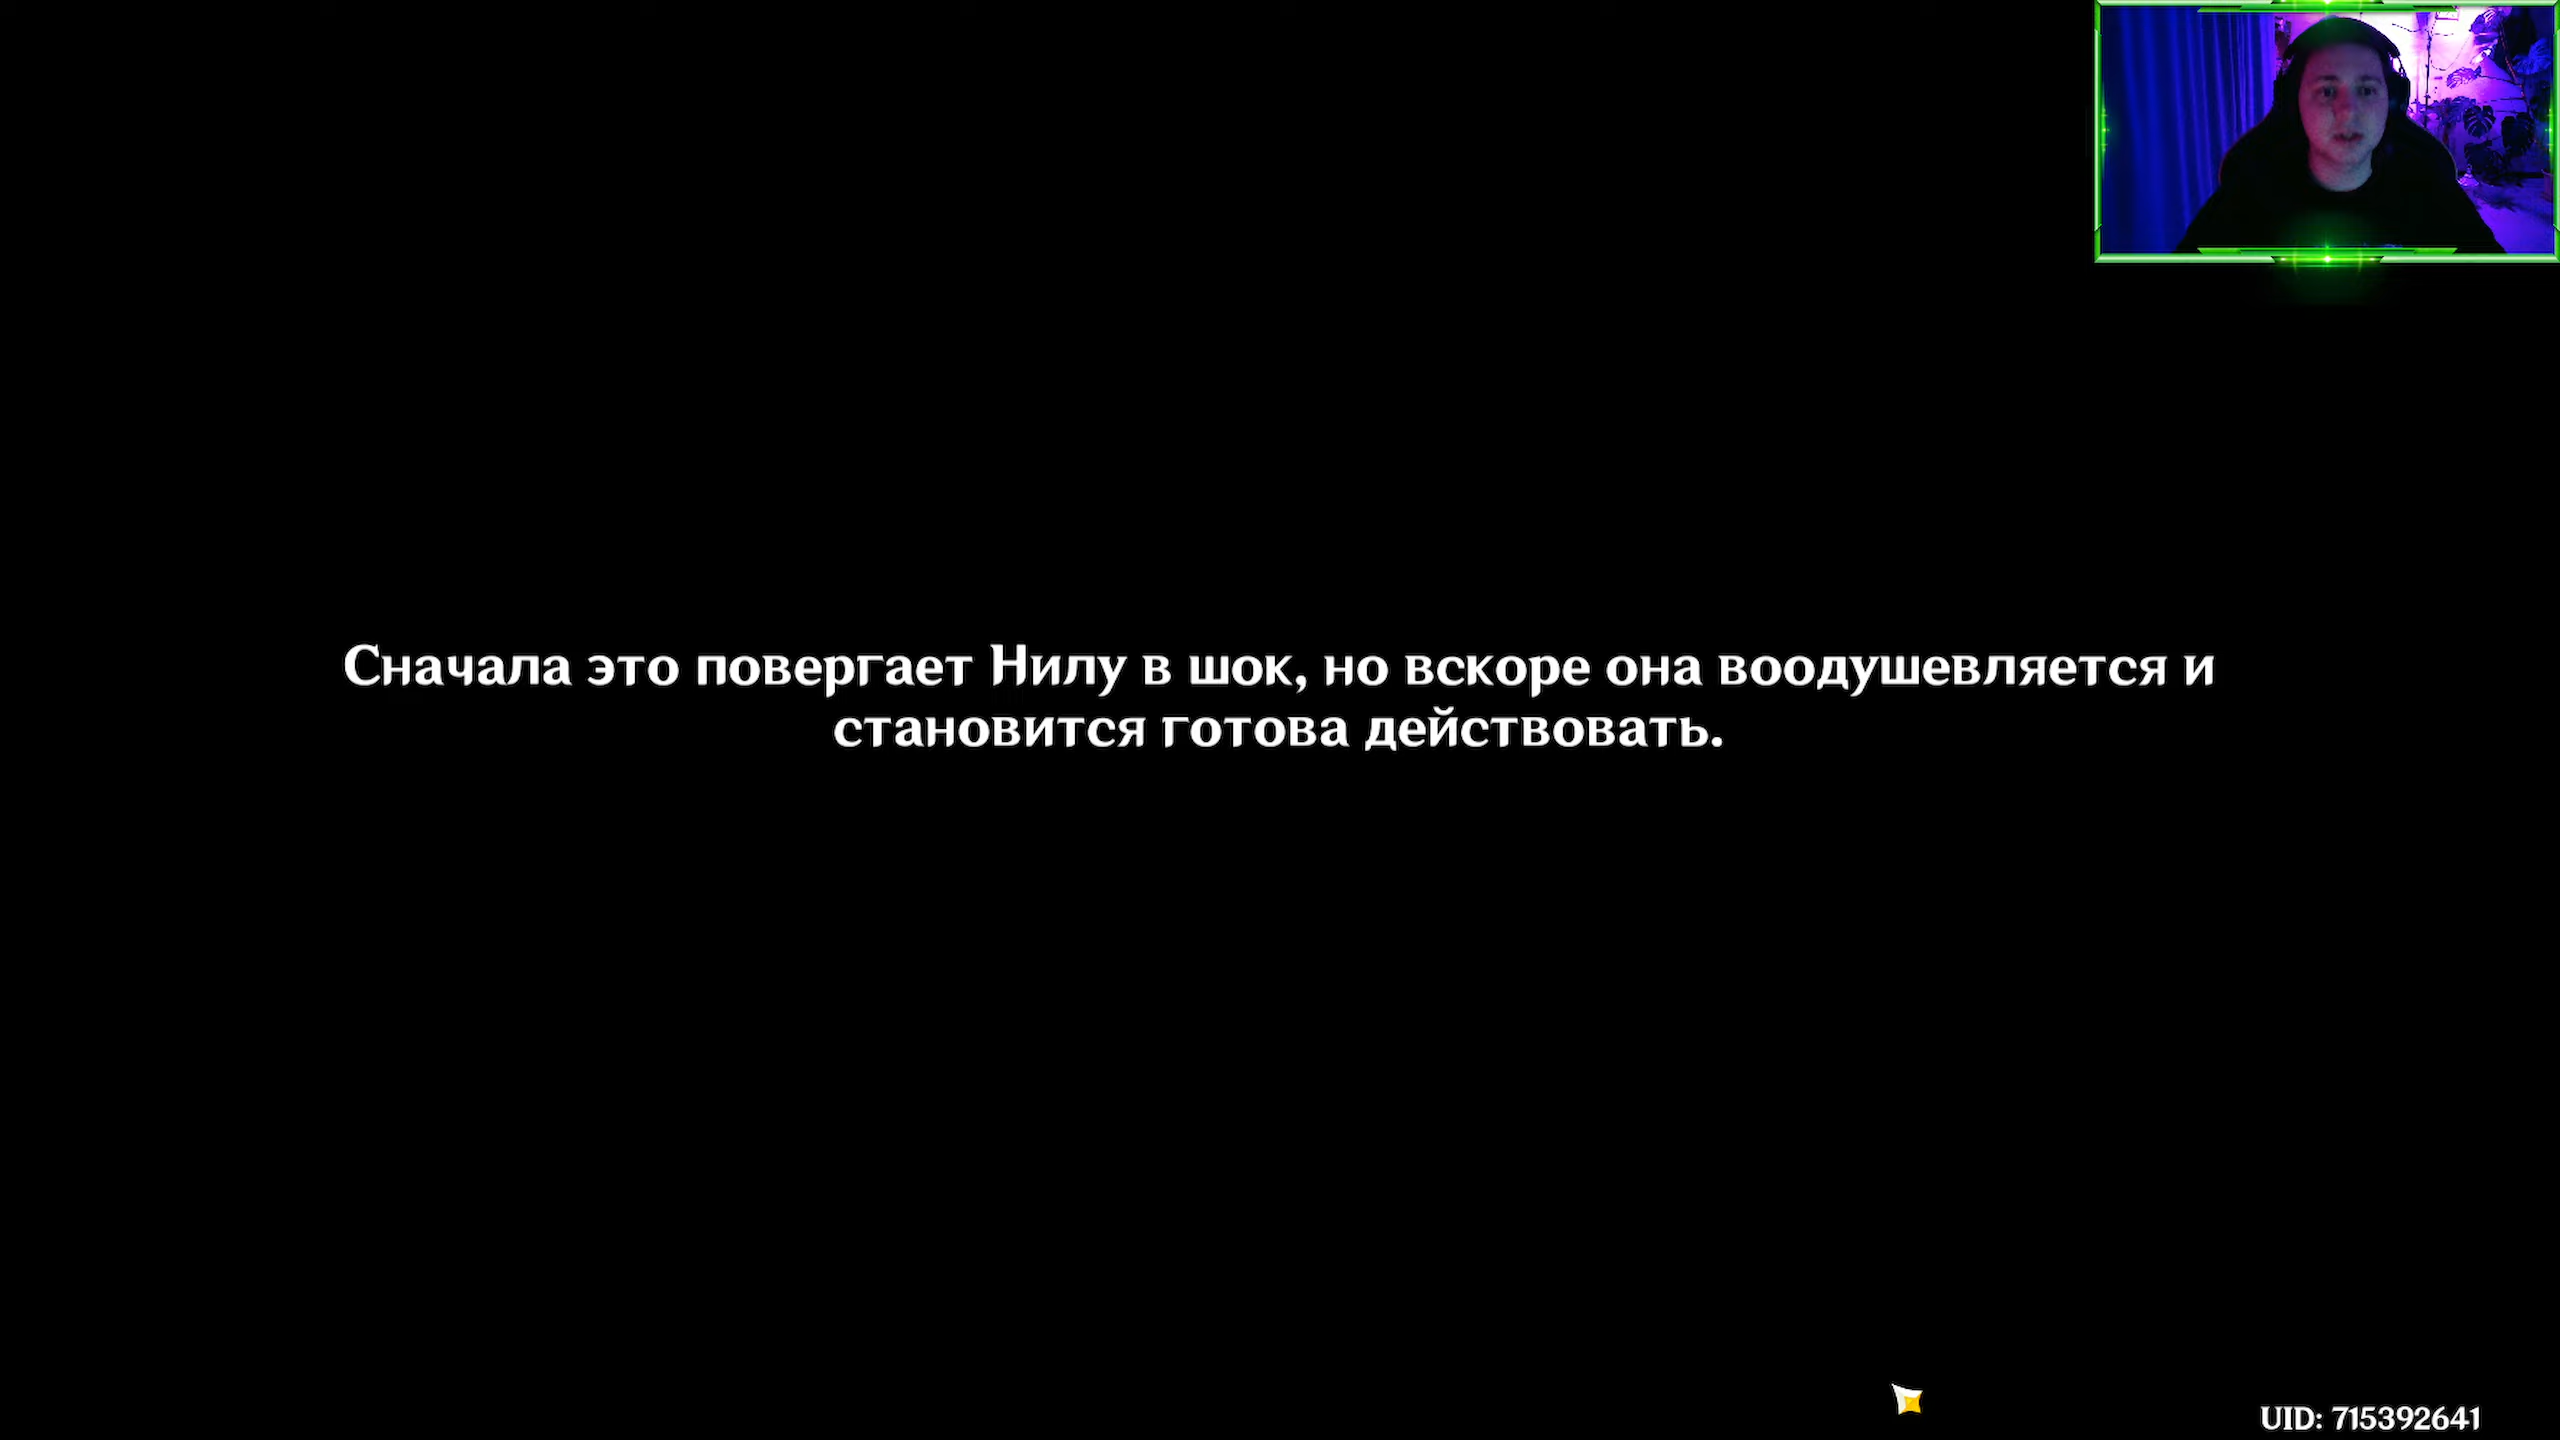 Сначала это повергает Нилу в шок, но вскоре она воодушевляется и
становится готова действовать.
UID: 715392641